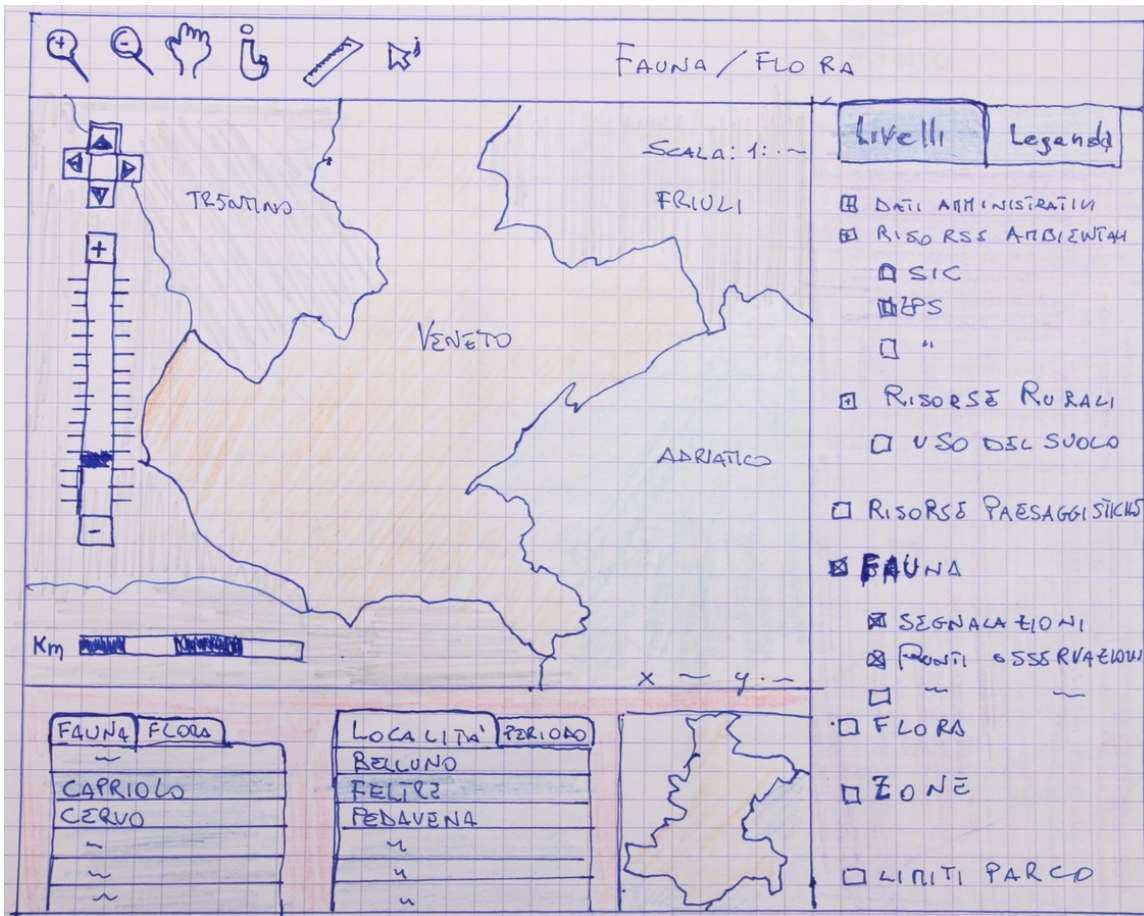 FAUNA/FLORA
SCALA: 1: ~
TRENTINO
FRIULI
VENETO
ADRIATICO
Km
x ~ y. ~
Livelli
Legenda
DATI AMMINISTRATIVI
RISORSE AMBIENTALI
SIC
ZPS
"
RISORSE RURALI
USO DEL SUOLO
RISORSE PAESAGGISTICHE
FAUNA
SEGNALAZIONI
PUNTI OSSERVAZIONI
~ ~
FLORA
ZONE
LIMITI PARCO
FAUNA FLORA
~
CAPRIOLO
CERVO
~
~
~
LOCALITA' PERIODO
BELLUNO
FELTRE
PEDAVENA
~
"
"